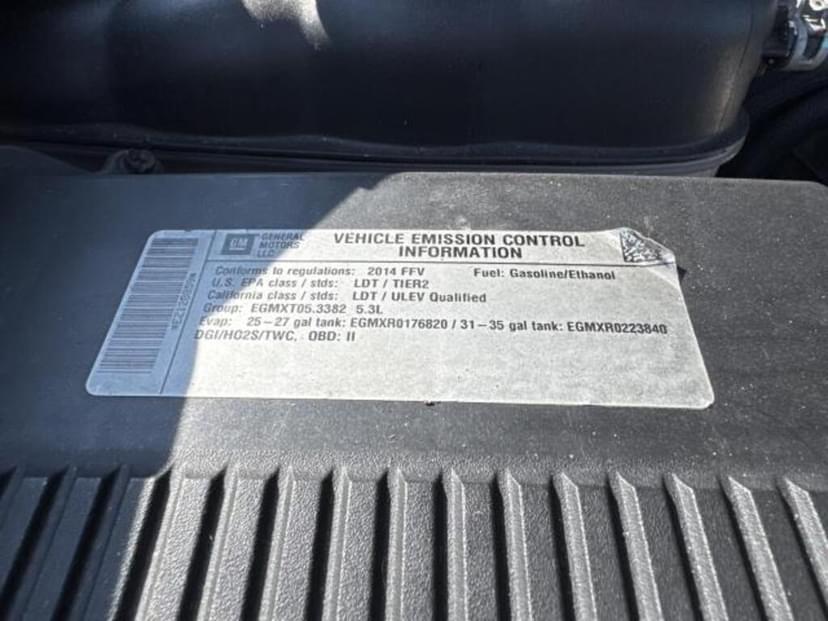 GM
GENERAL
MOTORS
LLC
VEHICLE EMISSION CONTROL
INFORMATION
Conforms to regulations: 2014 FFV Fuel: Gasoline/Ethanol
U.S. EPA class / stds: LDT / TIER2
California class / stds: LDT / ULEV Qualified
Group: EGMXT05.3382 5.3L
Evap: 25-27 gal tank: EGMXR0176820 / 31-35 gal tank: EGMXR0223840
DGI/HO2S/TWC, OBD: II